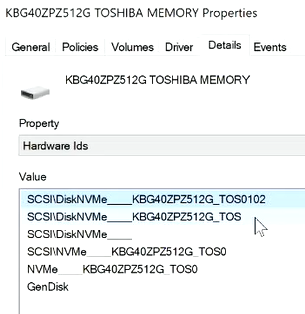 KBG40ZPZ512G TOSHIBA MEMORY Properties
General Policies Volumes Driver Details Events
KBG40ZPZ512G TOSHIBA MEMORY
Property
Hardware Ids
Value
SCSI\DiskNVMe____KBG40ZPZ512G_TOS0102
SCSI\DiskNVMe____KBG40ZPZ512G_TOS
SCSI\DiskNVMe____
SCSI\NVMe____KBG40ZPZ512G_TOS0
NVMe____KBG40ZPZ512G_TOS0
GenDisk